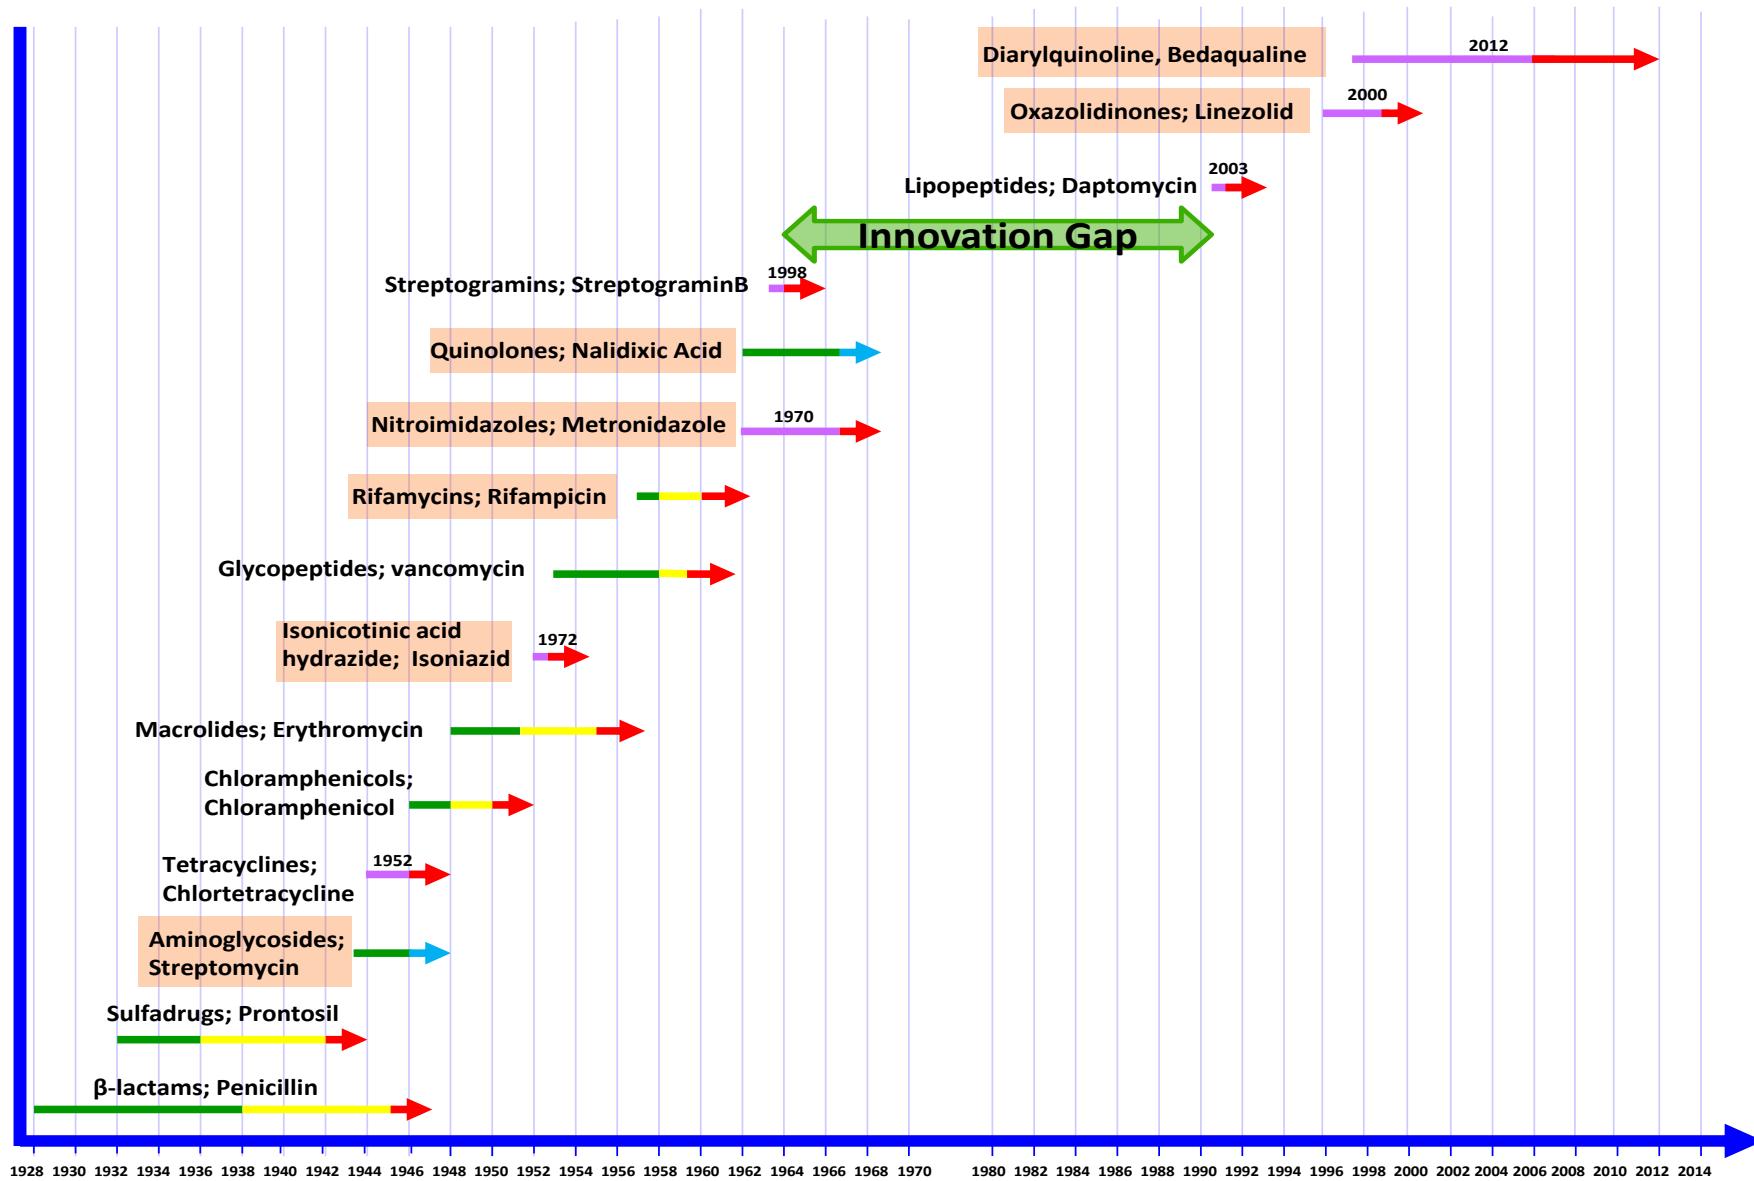 Diarylquinoline, Bedaqualine
2012
Oxazolidinones; Linezolid
2000
Lipopeptides; Daptomycin
2003
Innovation Gap
Streptogramins; StreptograminB
1998
Quinolones; Nalidixic Acid
Nitroimidazoles; Metronidazole
1970
Rifamycins; Rifampicin
Glycopeptides; vancomycin
Isonicotinic acid
hydrazide; Isoniazid
1972
Macrolides; Erythromycin
Chloramphenicols;
Chloramphenicol
Tetracyclines;
Chlortetracycline
1952
Aminoglycosides;
Streptomycin
Sulfadrugs; Prontosil
β-lactams; Penicillin
1928 1930 1932 1934 1936 1938 1940 1942 1944 1946 1948 1950 1952 1954 1956 1958 1960 1962 1964 1966 1968 1970 1980 1982 1984 1986 1988 1990 1992 1994 1996 1998 2000 2002 2004 2006 2008 2010 2012 2014